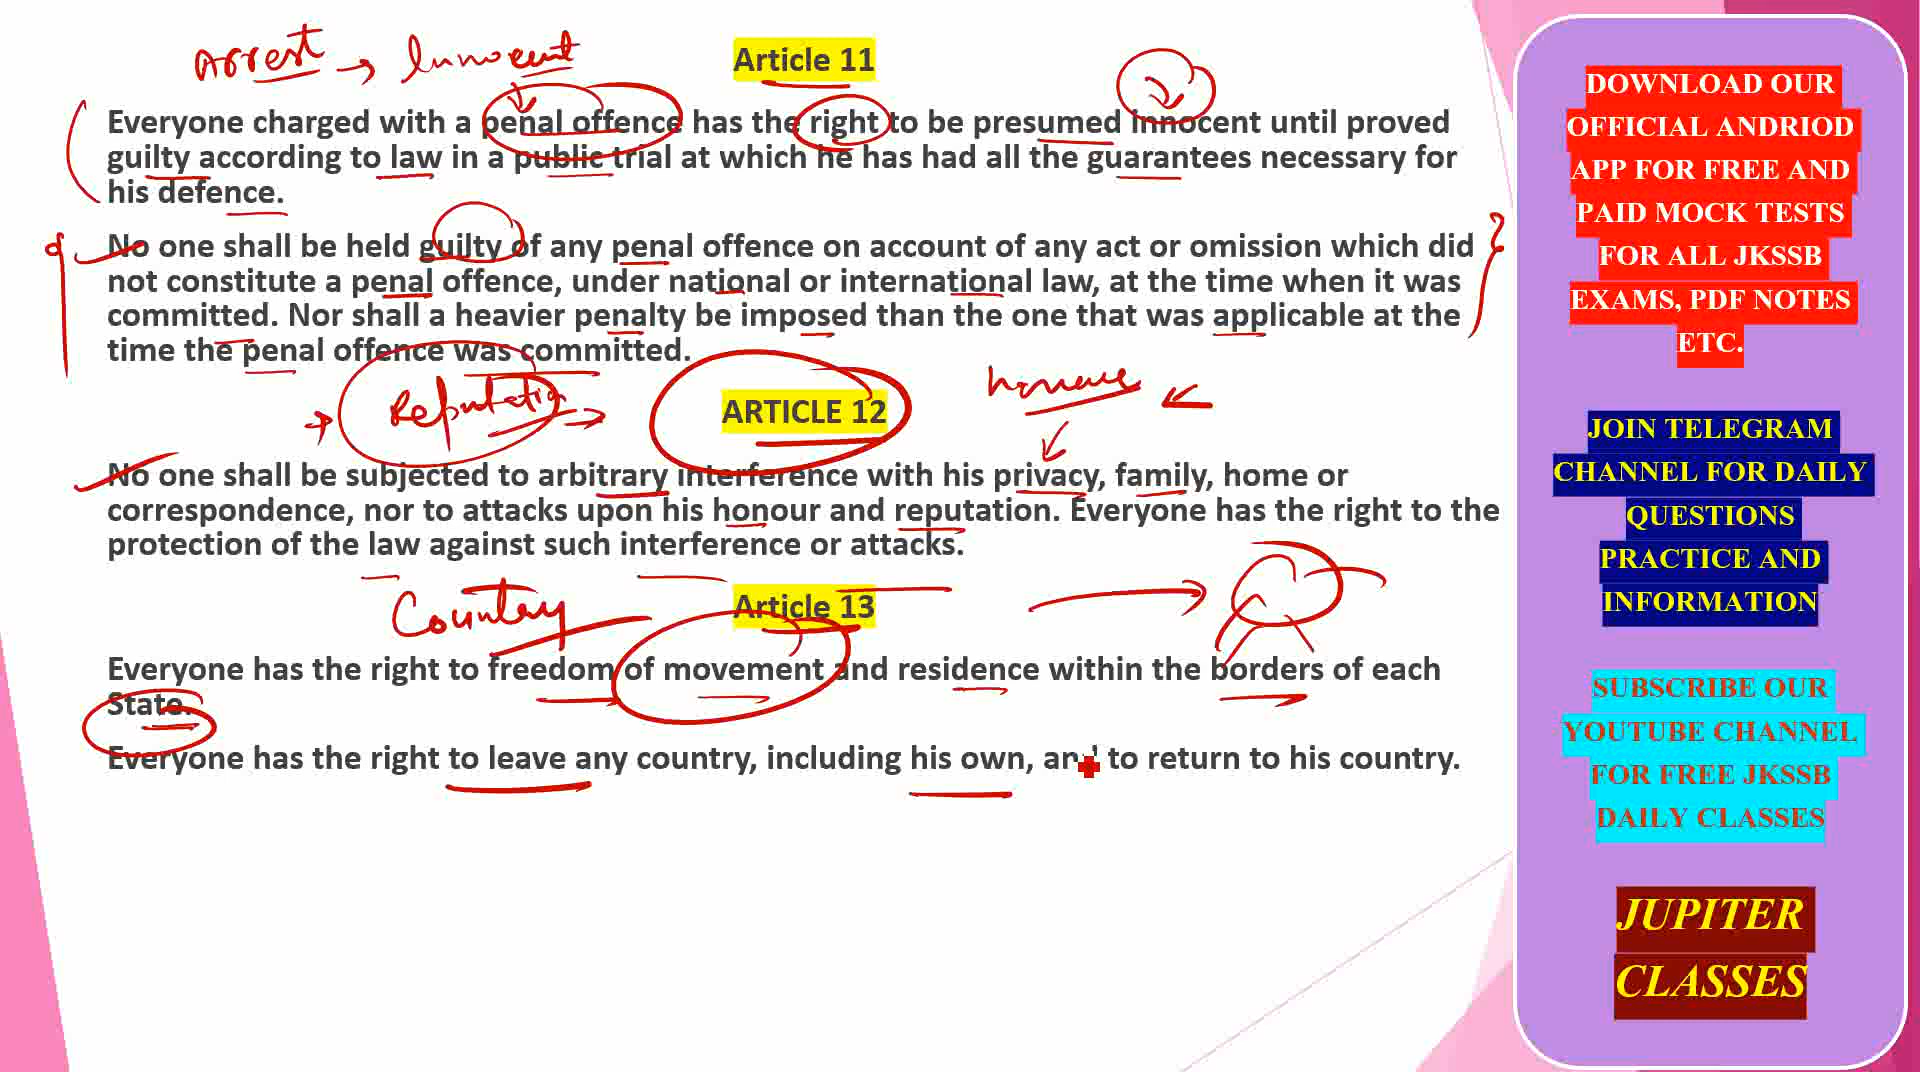 Arrest → Innocent
Article 11
Everyone charged with a penal offence has the right to be presumed innocent until proved
guilty according to law in a public trial at which he has had all the guarantees necessary for
his defence.
No one shall be held guilty of any penal offence on account of any act or omission which did
not constitute a penal offence, under national or international law, at the time when it was
committed. Nor shall a heavier penalty be imposed than the one that was applicable at the
time the penal offence was committed.
Reputation
ARTICLE 12
honour
No one shall be subjected to arbitrary interference with his privacy, family, home or
correspondence, nor to attacks upon his honour and reputation. Everyone has the right to the
protection of the law against such interference or attacks.
Country
Article 13
Everyone has the right to freedom of movement and residence within the borders of each
State.
Everyone has the right to leave any country, including his own, and to return to his country.
DOWNLOAD OUR
OFFICIAL ANDRIOD
APP FOR FREE AND
PAID MOCK TESTS
FOR ALL JKSSB
EXAMS, PDF NOTES
ETC.
JOIN TELEGRAM
CHANNEL FOR DAILY
QUESTIONS
PRACTICE AND
INFORMATION
SUBSCRIBE OUR
YOUTUBE CHANNEL
FOR FREE JKSSB
DAILY CLASSES
JUPITER
CLASSES